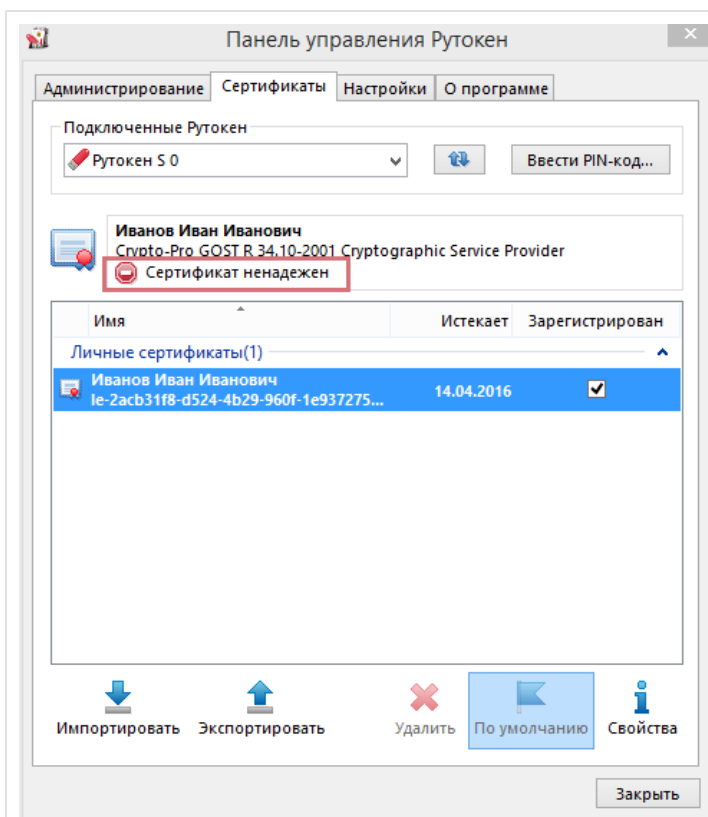 Панель управления Рутокен
Администрирование Сертификаты Настройки О программе
Подключенные Рутокен
Рутокен S 0 Ввести PIN-код...
Иванов Иван Иванович
Crypto-Pro GOST R 34.10-2001 Cryptographic Service Provider
Сертификат ненадежен
Имя Истекает Зарегистрирован
Личные сертификаты(1)
Иванов Иван Иванович
le-2acb31f8-d524-4b29-960f-1e937275... 14.04.2016
Импортировать Экспортировать Удалить По умолчанию Свойства
Закрыть